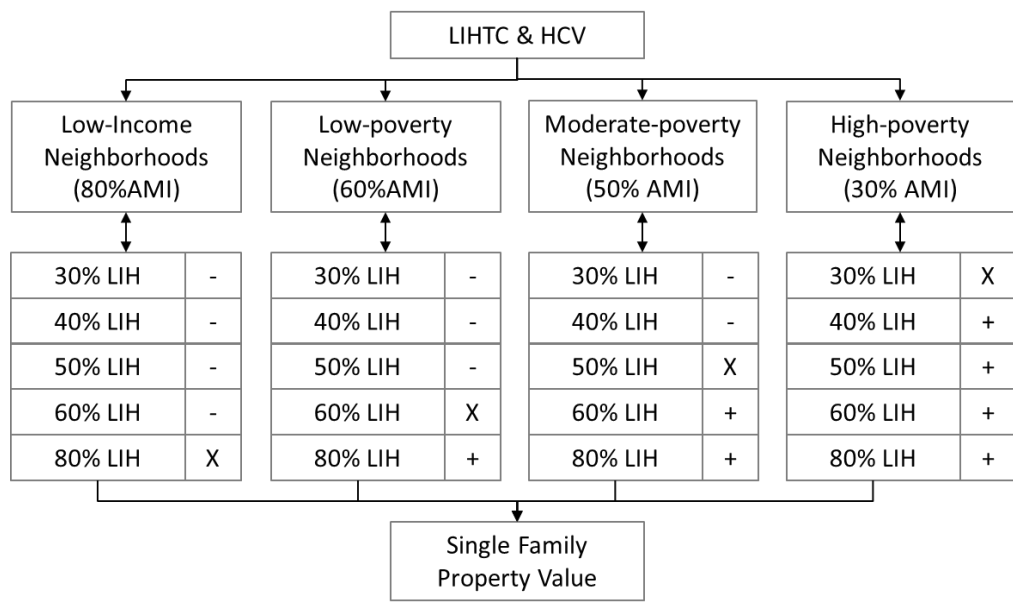 LIHTC & HCV
Low-Income
Neighborhoods
(80%AMI)
Low-poverty
Neighborhoods
(60%AMI)
Moderate-poverty
Neighborhoods
(50% AMI)
High-poverty
Neighborhoods
(30% AMI)
30% LIH -
40% LIH -
50% LIH -
60% LIH -
80% LIH X
30% LIH -
40% LIH -
50% LIH -
60% LIH X
80% LIH +
30% LIH -
40% LIH -
50% LIH X
60% LIH +
80% LIH +
30% LIH X
40% LIH +
50% LIH +
60% LIH +
80% LIH +
Single Family
Property Value